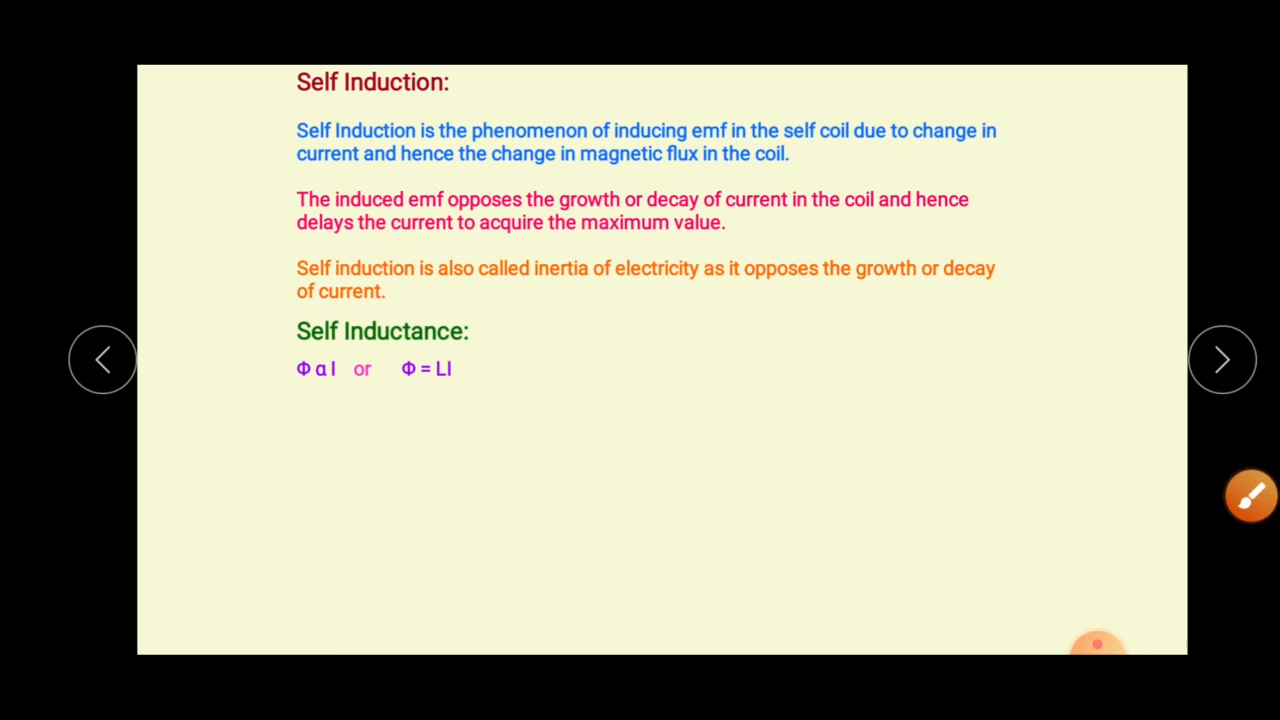 Self Induction:
Self Induction is the phenomenon of inducing emf in the self coil due to change in
current and hence the change in magnetic flux in the coil.
The induced emf opposes the growth or decay of current in the coil and hence
delays the current to acquire the maximum value.
Self induction is also called inertia of electricity as it opposes the growth or decay
of current.
Self Inductance:
Φ α I or Φ = LI